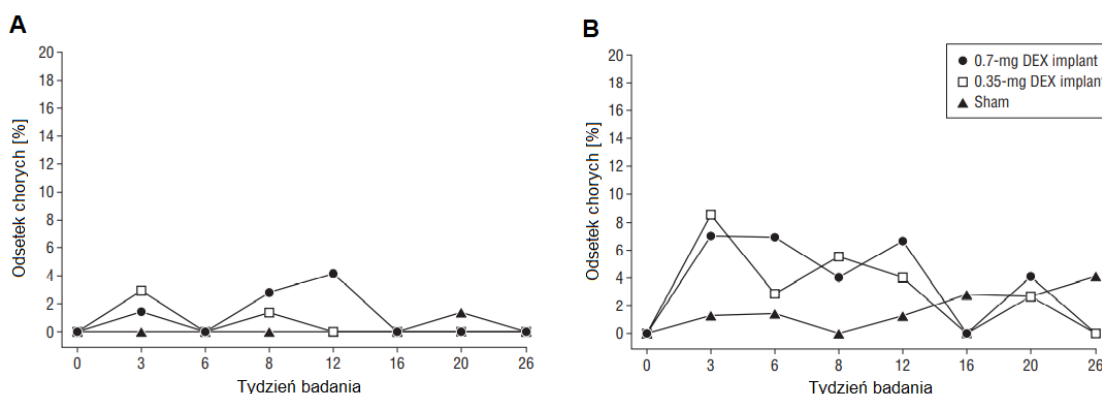 A
20
18
16
14
12
10
8
6
4
2
0
Odsetek chorych [%]
0 3 6 8 12 16 20 26
Tydzień badania
B
20
18
16
14
12
10
8
6
4
2
0
Odsetek chorych [%]
0.7-mg DEX implant
0.35-mg DEX implant
Sham
0 3 6 8 12 16 20 26
Tydzień badania